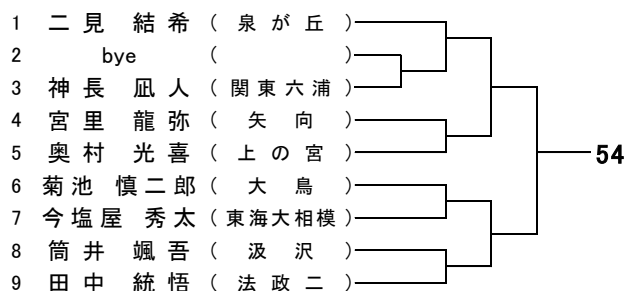 1 二見 結希 ( 泉が丘 )
2 bye ( )
3 神長 凪人 ( 関東六浦 )
4 宮里 龍弥 ( 矢向 )
5 奥村 光喜 ( 上の宮 )
6 菊池 慎二郎 ( 大鳥 )
7 今塩屋 秀太 ( 東海大相模 )
8 筒井 颯吾 ( 汲沢 )
9 田中 統悟 ( 法政二 )
54